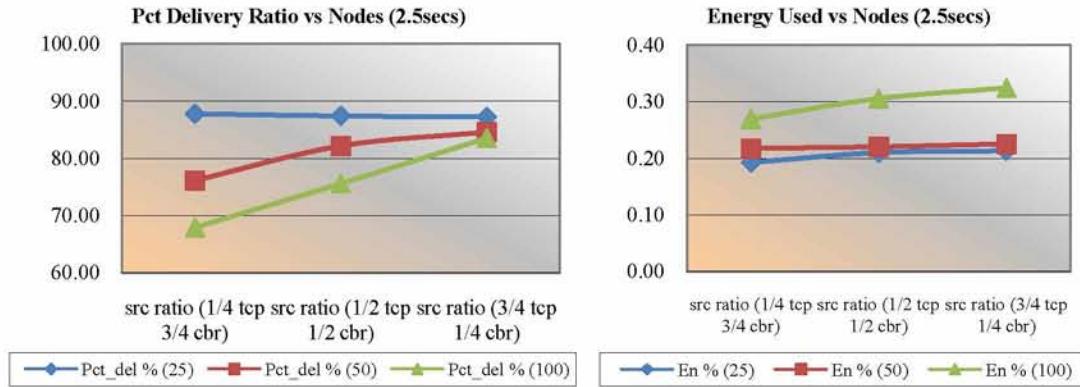 Pct Delivery Ratio vs Nodes (2.5secs)
100.00
90.00
80.00
70.00
60.00
src ratio (1/4 tcp src ratio (1/2 tcp src ratio (3/4 tcp
3/4 cbr) 1/2 cbr) 1/4 cbr)
Pct_del % (25) Pct_del % (50) Pct_del % (100)
Energy Used vs Nodes (2.5secs)
0.40
0.30
0.20
0.10
0.00
src ratio (1/4 tcp src ratio (1/2 tcp src ratio (3/4 tcp
3/4 cbr) 1/2 cbr) 1/4 cbr)
En % (25) En % (50) En % (100)